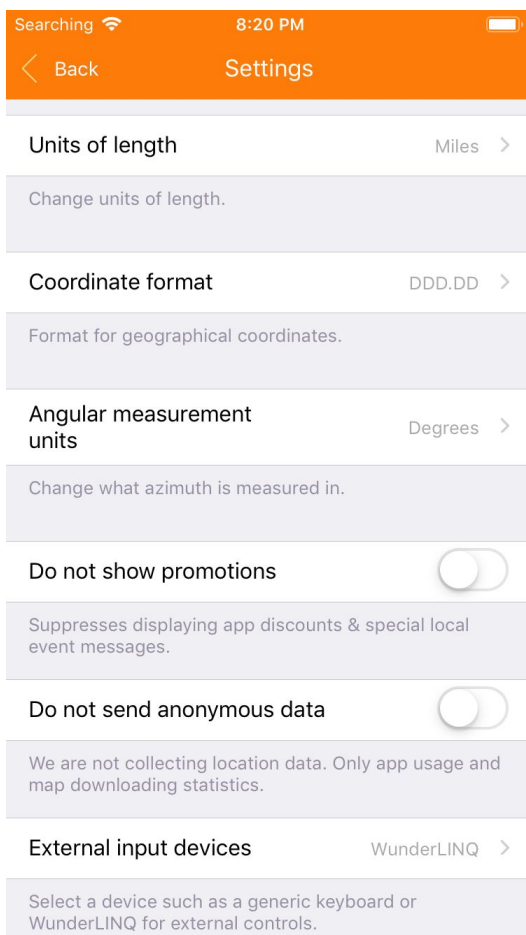 Searching 8:20 PM
Back Settings
Units of length Miles
Change units of length.
Coordinate format DDD.DD
Format for geographical coordinates.
Angular measurement
units Degrees
Change what azimuth is measured in.
Do not show promotions
Suppresses displaying app discounts & special local
event messages.
Do not send anonymous data
We are not collecting location data. Only app usage and
map downloading statistics.
External input devices WunderLINQ
Select a device such as a generic keyboard or
WunderLINQ for external controls.